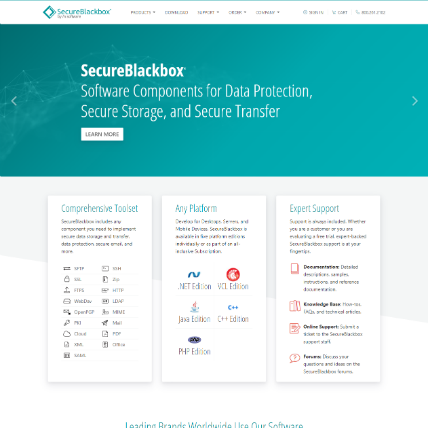 SecureBlackbox
by /n software
PRODUCTS DOWNLOAD SUPPORT ORDER COMPANY SIGN IN CART
SecureBlackbox
Software Components for Data Protection,
Secure Storage, and Secure Transfer
LEARN MORE
Comprehensive Toolset
SecureBlackbox includes any
component you need to implement
secure data storage and transfer,
data protection, secure email, and
more.
SFTP SSH
SSL Zip
FTPS HTTP
WebDav LDAP
OpenPGP MIME
PKI Mail
Cloud PDF
XML Office
SAML
Any Platform
Develop for Desktops, Servers, and
Mobile Devices. SecureBlackbox is
available in five platform editions
individually or as part of an all-
inclusive Subscription.
.NET Edition VCL Edition
Java Edition C++ Edition
PHP Edition
Expert Support
Support is always included. Whether
you are a customer or you are
evaluating a free trial, expert-backed
SecureBlackbox support is at your
fingertips.
Documentation: Detailed
descriptions, samples,
instructions, and reference
documentation.
Knowledge Base: How-tos,
FAQs, and technical articles.
Online Support: Submit a
ticket to the SecureBlackbox
support staff.
Forums: Discuss your
questions and ideas on the
SecureBlackbox forums.
Leading Brands Worldwide Use Our Software